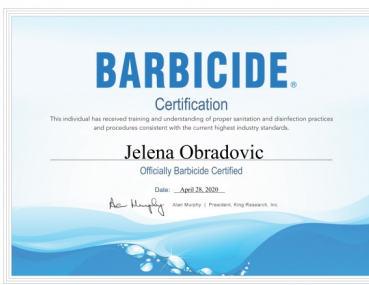 BARBICIDE®
Certification
This individual has received training and understanding of proper sanitation and disinfection practices
and procedures consistent with the current highest industry standards.
Jelena Obradovic
Officially Barbicide Certified
Date: April 28, 2020
Alan Murphy | President, King Research, Inc.